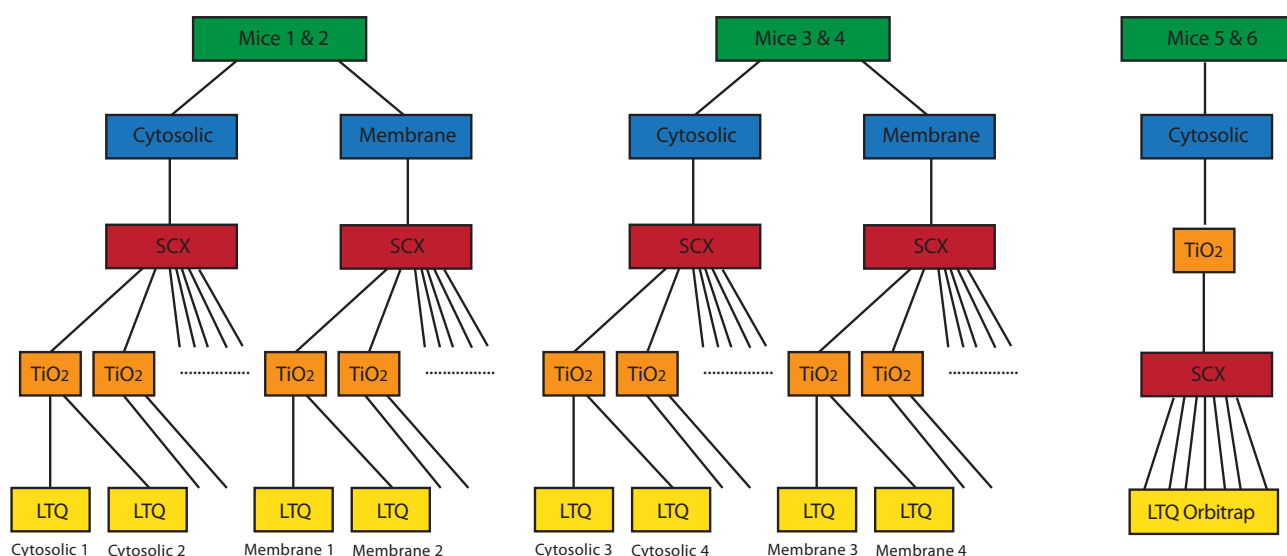 Mice 1 & 2
Mice 3 & 4
Mice 5 & 6
Cytosolic
Membrane
Cytosolic
Membrane
Cytosolic
SCX
SCX
SCX
SCX
TiO2
TiO2
TiO2
TiO2
TiO2
TiO2
TiO2
TiO2
TiO2
SCX
LTQ
LTQ
LTQ
LTQ
LTQ
LTQ
LTQ
LTQ
LTQ Orbitrap
Cytosolic 1
Cytosolic 2
Membrane 1
Membrane 2
Cytosolic 3
Cytosolic 4
Membrane 3
Membrane 4